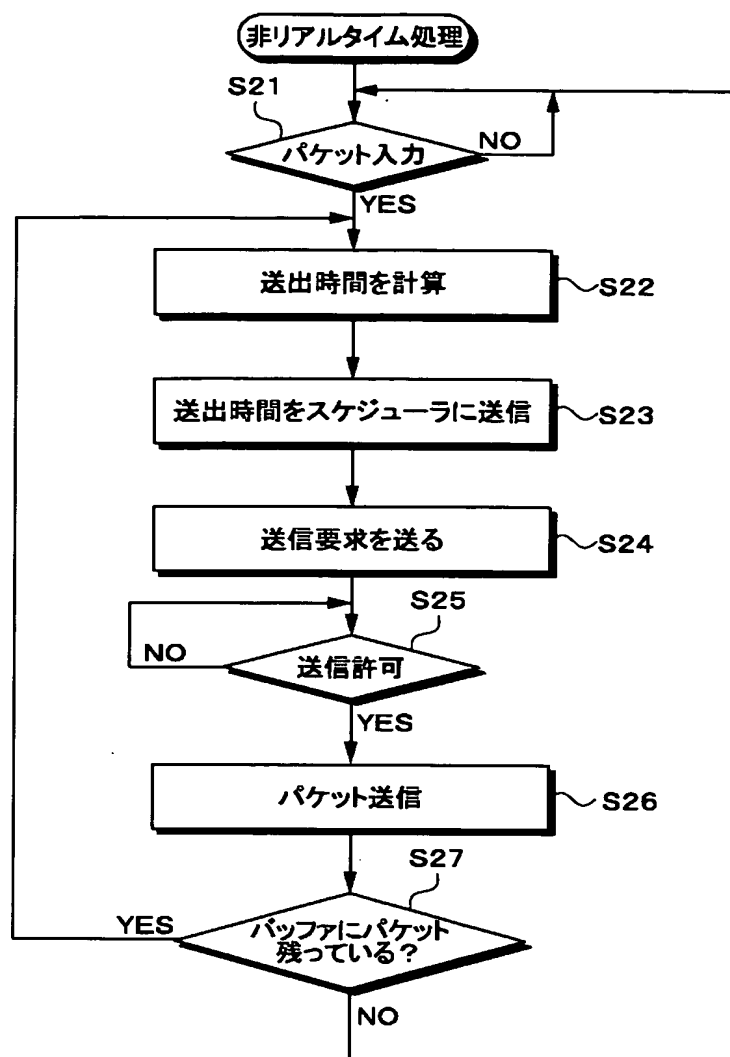 非リアルタイム処理
S21
パケット入力
NO
YES
送出時間を計算
S22
送出時間をスケジューラに送信
S23
送信要求を送る
S24
S25
NO
送信許可
YES
パケット送信
S26
S27
YES
バッファにパケット
残っている?
NO